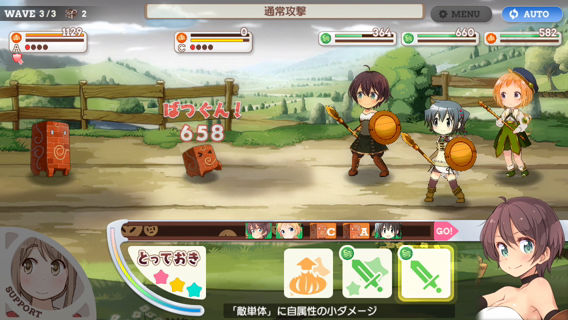 WAVE 3/3 2
通常攻撃
MENU
AUTO
1129
A
0
C
364
660
582
ばつぐん！
658
C
A
GO!
とっておき
SUPPORT
「敵単体」に自属性の小ダメージ